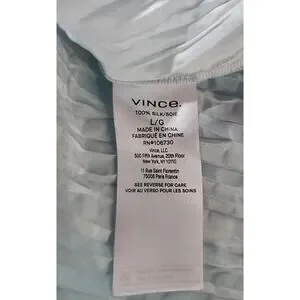 VINCE.
100% SILK/SOIE
L/G
MADE IN CHINA
FABRIQUÉ EN CHINE
RN#106730
Vince, LLC
500 Fifth Avenue, 20th Floor
New York, NY 10110
11 Rue Saint Florentin
75008 Paris France
SEE REVERSE FOR CARE
VOIR AU VERSO POUR LES SOINS